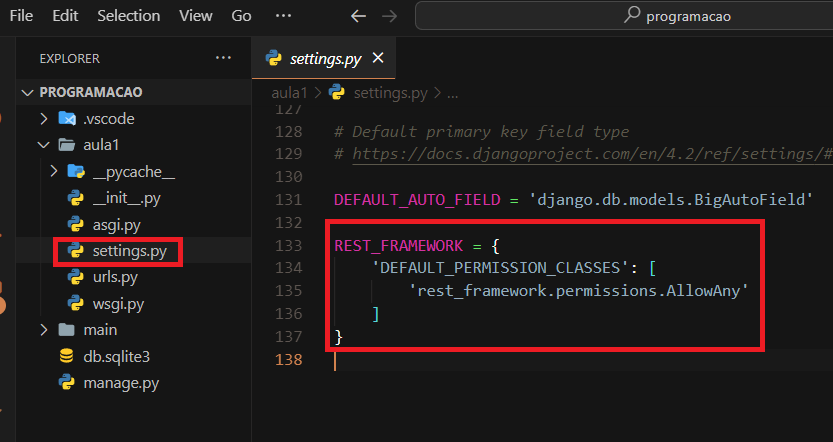 File Edit Selection View Go ··· programacao
EXPLORER ···
PROGRAMACAO
.vscode
aula1
__pycache__
__init__.py
asgi.py
settings.py
urls.py
wsgi.py
main
db.sqlite3
manage.py
settings.py
aula1 > settings.py > ...
127
128 # Default primary key field type
129 # https://docs.djangoproject.com/en/4.2/ref/settings/#
130
131 DEFAULT_AUTO_FIELD = 'django.db.models.BigAutoField'
132
133 REST_FRAMEWORK = {
134     'DEFAULT_PERMISSION_CLASSES': [
135         'rest_framework.permissions.AllowAny'
136     ]
137 }
138